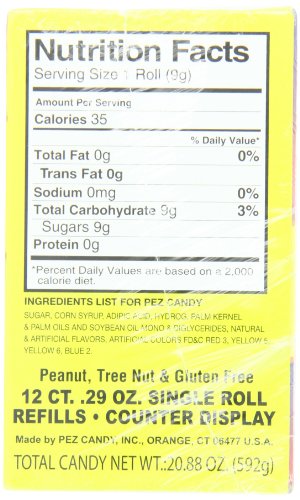 Nutrition Facts
Serving Size 1 Roll (9g)
Amount Per Serving
Calories 35
% Daily Value*
Total Fat 0g 0%
Trans Fat 0g
Sodium 0mg 0%
Total Carbohydrate 9g 3%
Sugars 9g
Protein 0g
*Percent Daily Values are based on a 2,000
calorie diet.
INGREDIENTS LIST FOR PEZ CANDY
SUGAR, CORN SYRUP, ADIPIC ACID, HYDROG. PALM KERNEL
& PALM OILS AND SOYBEAN OIL MONO & DIGLYCERIDES, NATURAL
& ARTIFICIAL FLAVORS, ARTIFICIAL COLORS FD&C RED 3, YELLOW 5,
YELLOW 6, BLUE 2.
Peanut, Tree Nut & Gluten Free
12 CT. .29 OZ. SINGLE ROLL
REFILLS • COUNTER DISPLAY
Made by PEZ CANDY, INC., ORANGE, CT 06477 U.S.A.
TOTAL CANDY NET WT.:20.88 OZ. (592g)